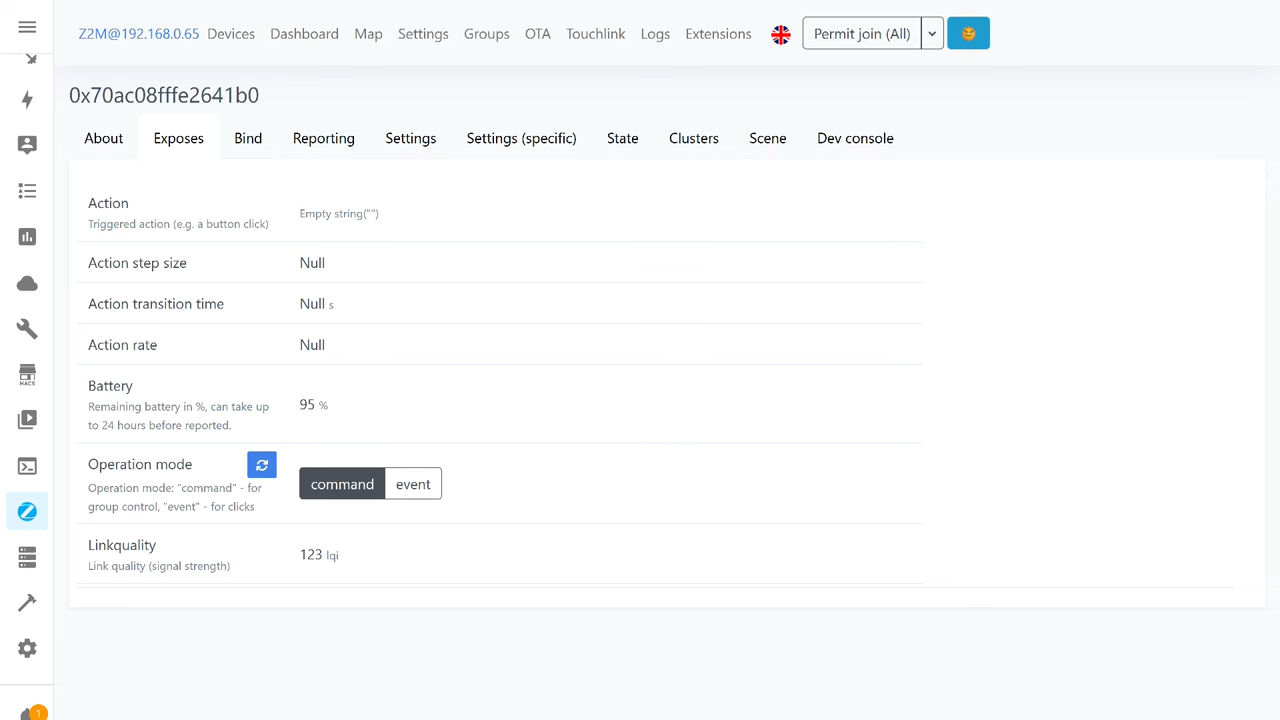 Z2M@192.168.0.65 Devices Dashboard Map Settings Groups OTA Touchlink Logs Extensions Permit join (All)
0x70ac08fffe2641b0
About Exposes Bind Reporting Settings Settings (specific) State Clusters Scene Dev console
Action
Triggered action (e.g. a button click)
Empty string("")
Action step size Null
Action transition time Null s
Action rate Null
Battery
Remaining battery in %, can take up
to 24 hours before reported.
95 %
Operation mode
Operation mode: "command" - for
group control, "event" - for clicks
command event
Linkquality
Link quality (signal strength)
123 lqi
HACS
1